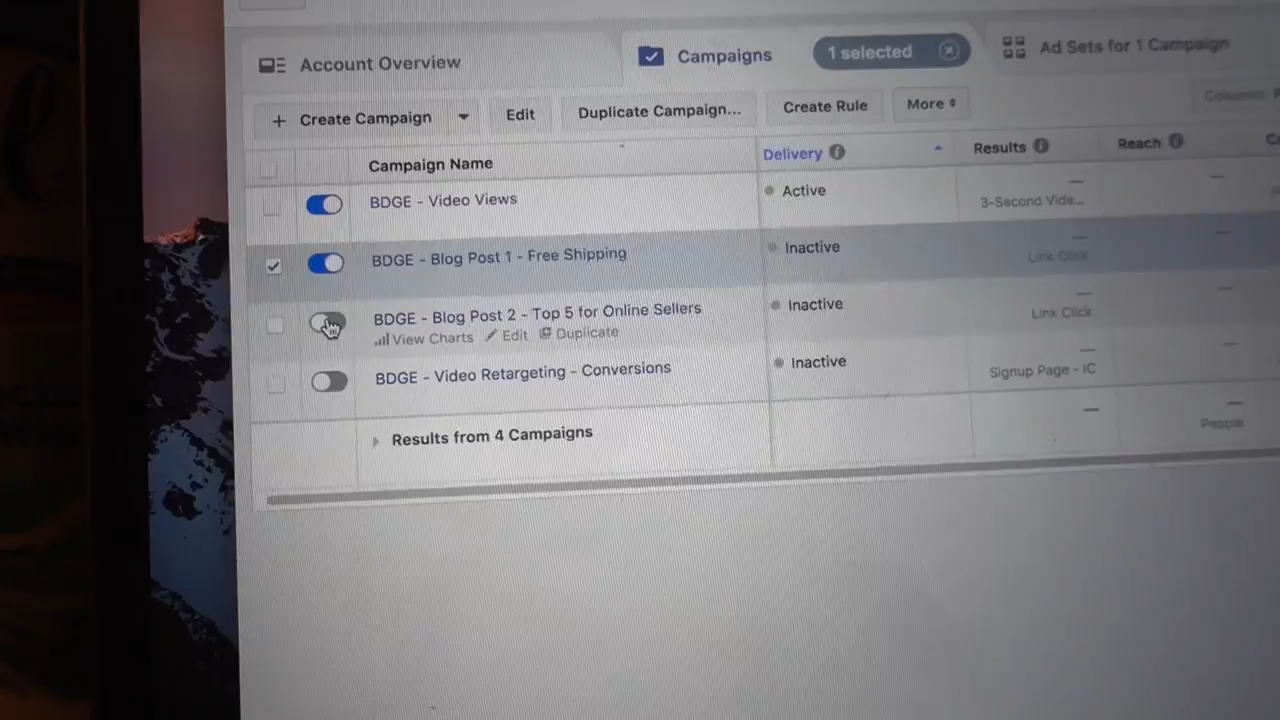 Account Overview
Campaigns
1 selected
Ad Sets for 1 Campaign
+ Create Campaign
Edit
Duplicate Campaign...
Create Rule
More
Columns:
Campaign Name
Delivery
Results
Reach
BDGE - Video Views
Active
—
—
3-Second Vide...
BDGE - Blog Post 1 - Free Shipping
Inactive
—
—
Link Click
BDGE - Blog Post 2 - Top 5 for Online Sellers
Inactive
—
—
Link Click
View Charts Edit Duplicate
BDGE - Video Retargeting - Conversions
Inactive
—
—
Signup Page - IC
Results from 4 Campaigns
—
—
People